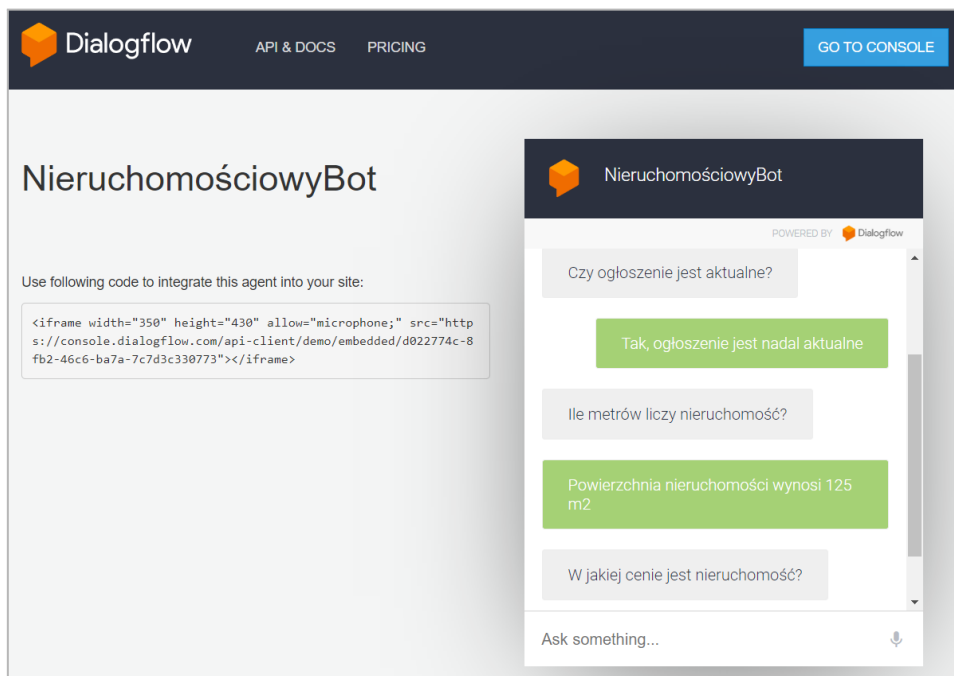 Dialogflow
API & DOCS
PRICING
GO TO CONSOLE
NieruchomościowyBot
Use following code to integrate this agent into your site:
<iframe width="350" height="430" allow="microphone;" src="http
s://console.dialogflow.com/api-client/demo/embedded/d022774c-8
fb2-46c6-ba7a-7c7d3c330773"></iframe>
NieruchomościowyBot
POWERED BY Dialogflow
Czy ogłoszenie jest aktualne?
Tak, ogłoszenie jest nadal aktualne
Ile metrów liczy nieruchomość?
Powierzchnia nieruchomości wynosi 125
m2
W jakiej cenie jest nieruchomość?
Ask something...